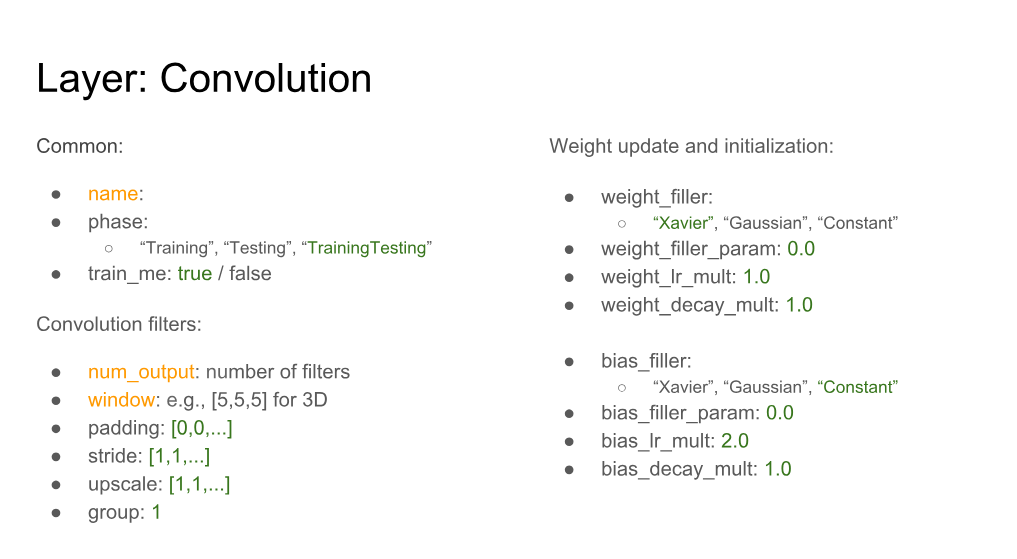 Layer: Convolution
Common:
● name:
● phase:
○ “Training”, “Testing”, “TrainingTesting”
● train_me: true / false
Convolution filters:
● num_output: number of filters
● window: e.g., [5,5,5] for 3D
● padding: [0,0,...]
● stride: [1,1,...]
● upscale: [1,1,...]
● group: 1
Weight update and initialization:
● weight_filler:
○ “Xavier”, “Gaussian”, “Constant”
● weight_filler_param: 0.0
● weight_lr_mult: 1.0
● weight_decay_mult: 1.0
● bias_filler:
○ “Xavier”, “Gaussian”, “Constant”
● bias_filler_param: 0.0
● bias_lr_mult: 2.0
● bias_decay_mult: 1.0